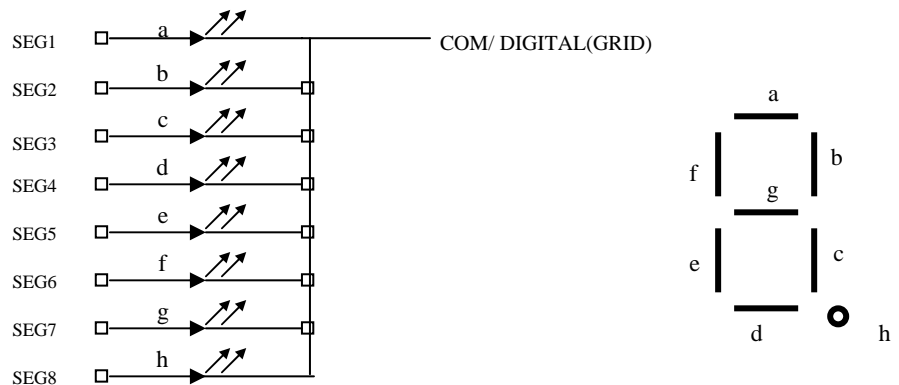 SEG1 a COM/ DIGITAL(GRID)
SEG2 b
SEG3 c
SEG4 d
SEG5 e
SEG6 f
SEG7 g
SEG8 h
a
f b
g
e c
d h